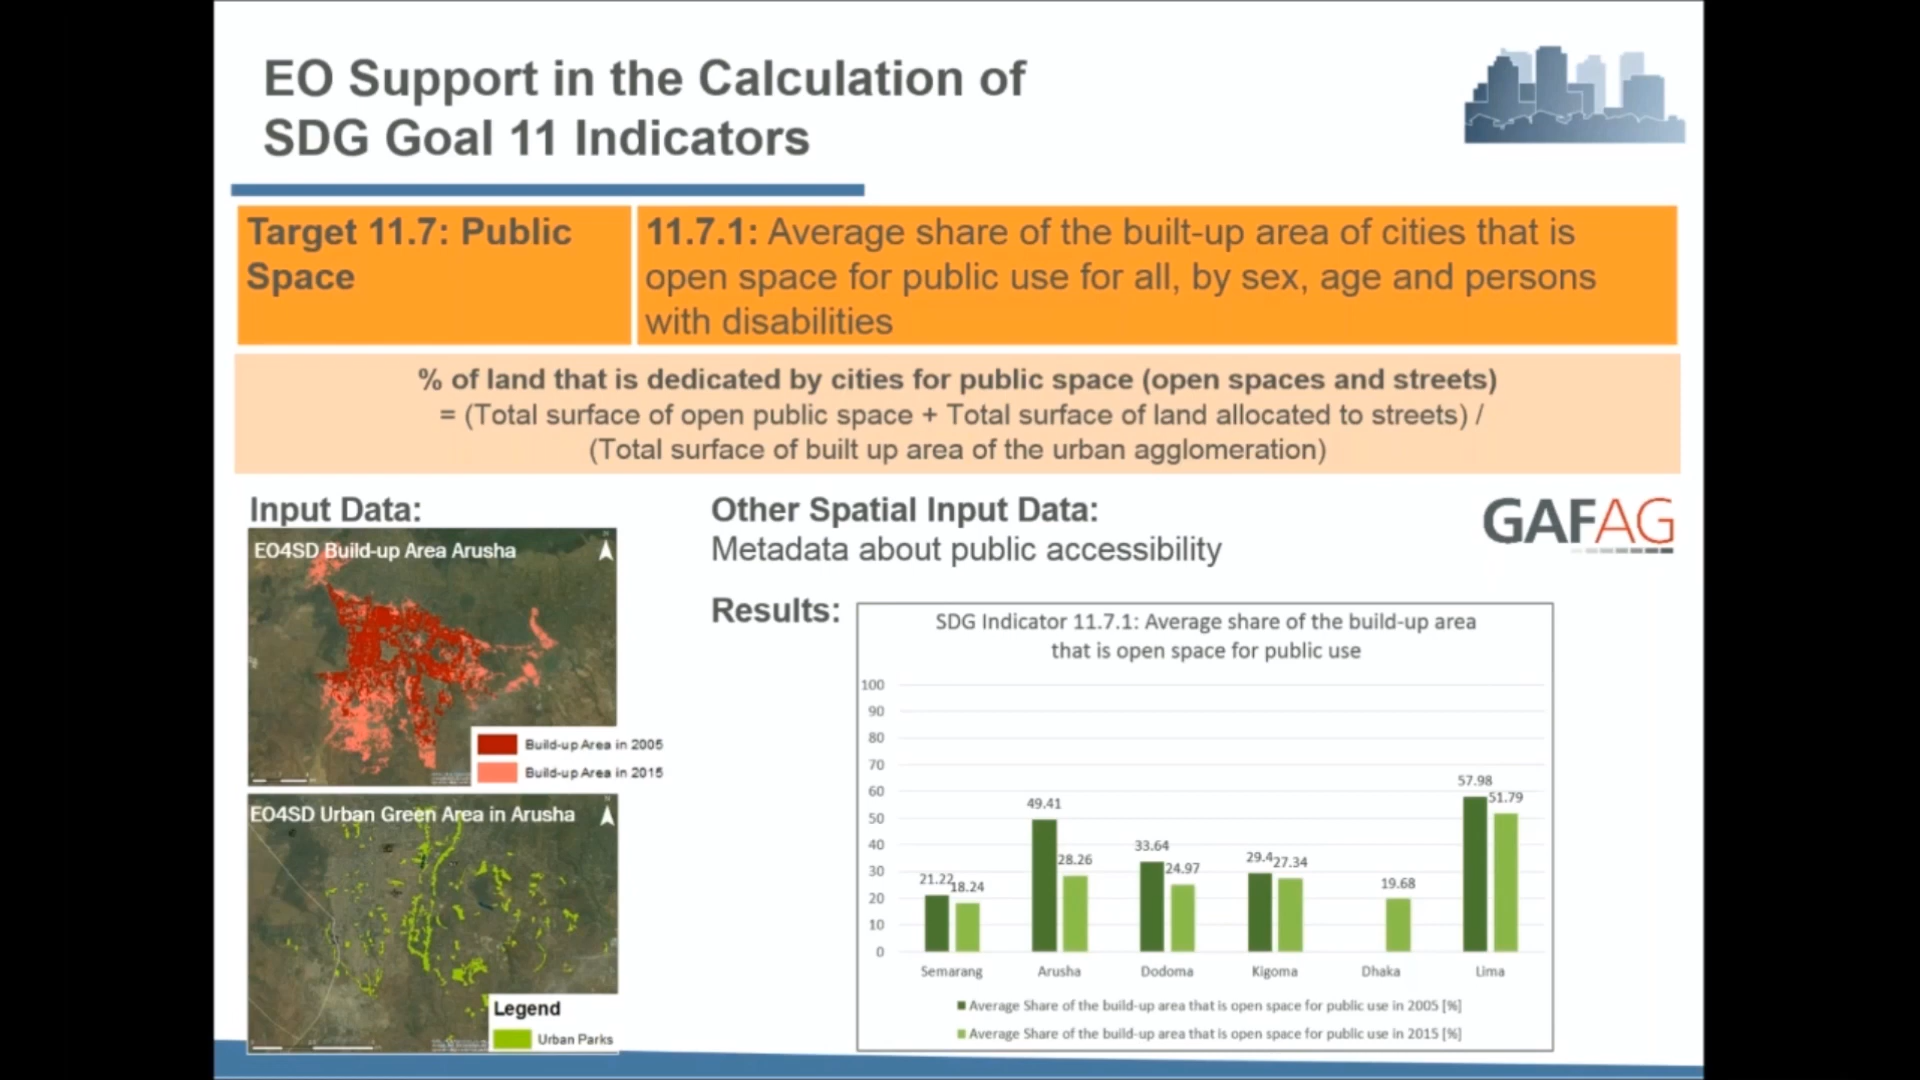 EO Support in the Calculation of
SDG Goal 11 Indicators
Target 11.7: Public
Space
11.7.1: Average share of the built-up area of cities that is
open space for public use for all, by sex, age and persons
with disabilities
% of land that is dedicated by cities for public space (open spaces and streets)
= (Total surface of open public space + Total surface of land allocated to streets) /
(Total surface of built up area of the urban agglomeration)
Input Data:
EO4SD Build-up Area Arusha
Build-up Area in 2005
Build-up Area in 2015
EO4SD Urban Green Area in Arusha
Legend
Urban Parks
Other Spatial Input Data:
Metadata about public accessibility
GAFAG
Results:
SDG Indicator 11.7.1: Average share of the build-up area
that is open space for public use
100
90
80
70
60
50
40
30
20
10
0
21.22
18.24
49.41
28.26
33.64
24.97
29.4
27.34
19.68
57.98
51.79
Semarang
Arusha
Dodoma
Kigoma
Dhaka
Lima
Average Share of the build-up area that is open space for public use in 2005 [%]
Average Share of the build-up area that is open space for public use in 2015 [%]